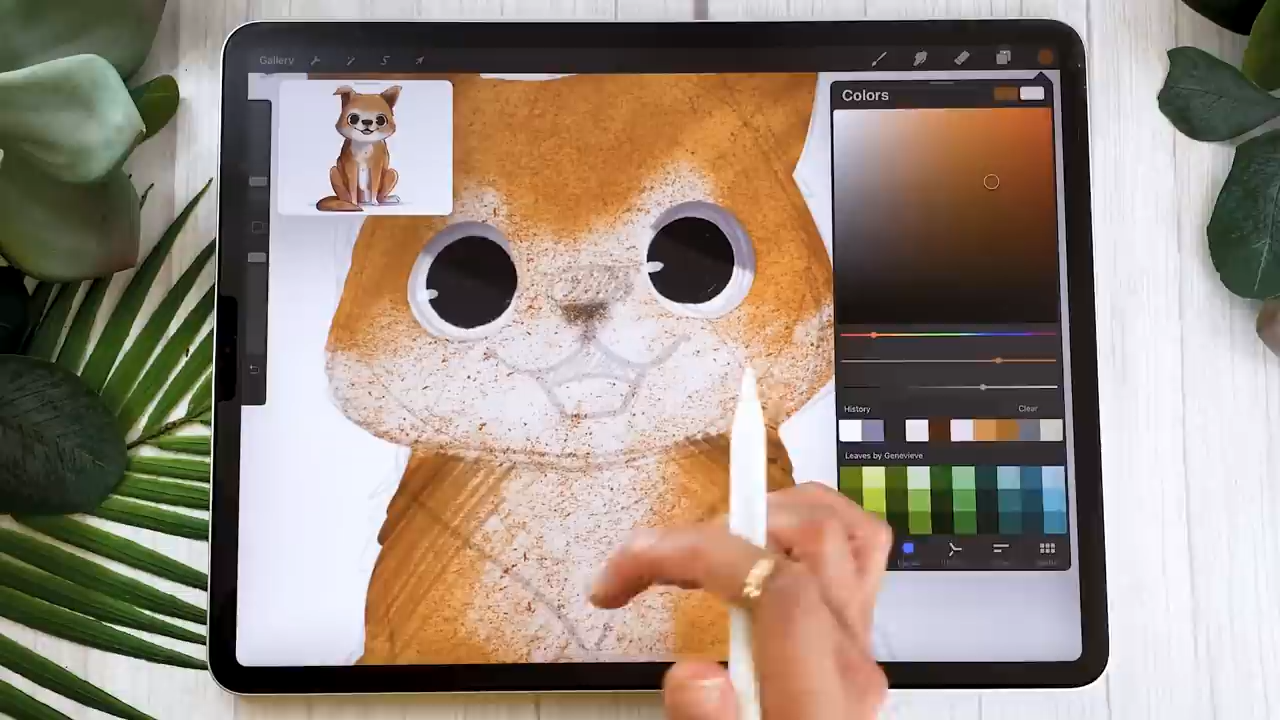 Gallery
Colors
History
Clear
Leaves by Genevieve